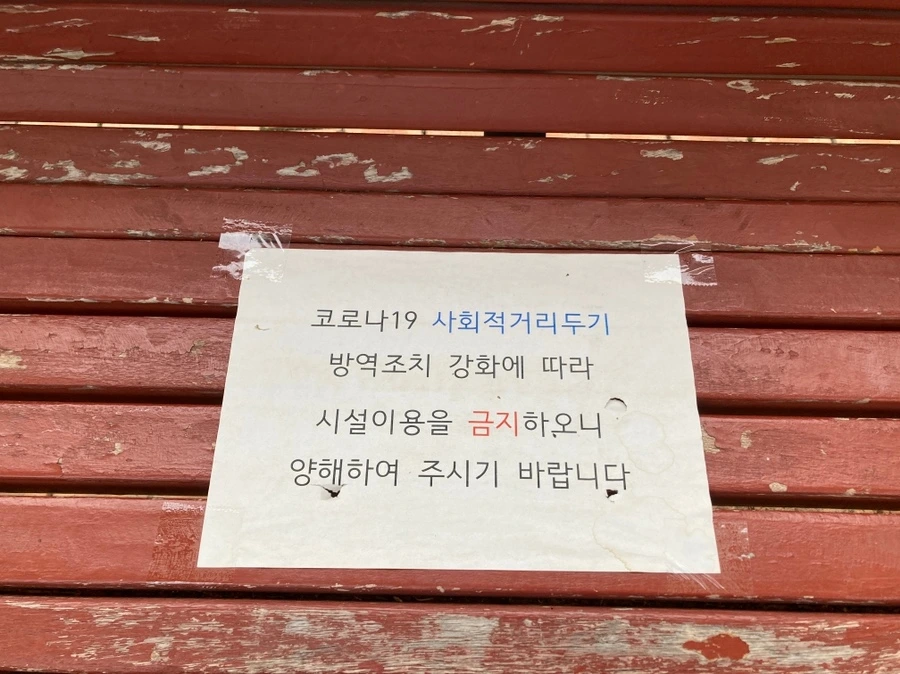 코로나19 사회적거리두기
방역조치 강화에 따라
시설이용을 금지하오니
양해하여 주시기 바랍니다